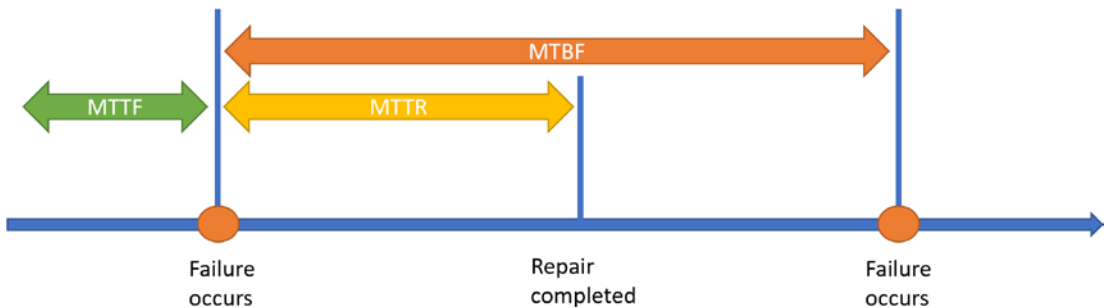 MTBF
MTTF
MTTR
Failure
occurs
Repair
completed
Failure
occurs